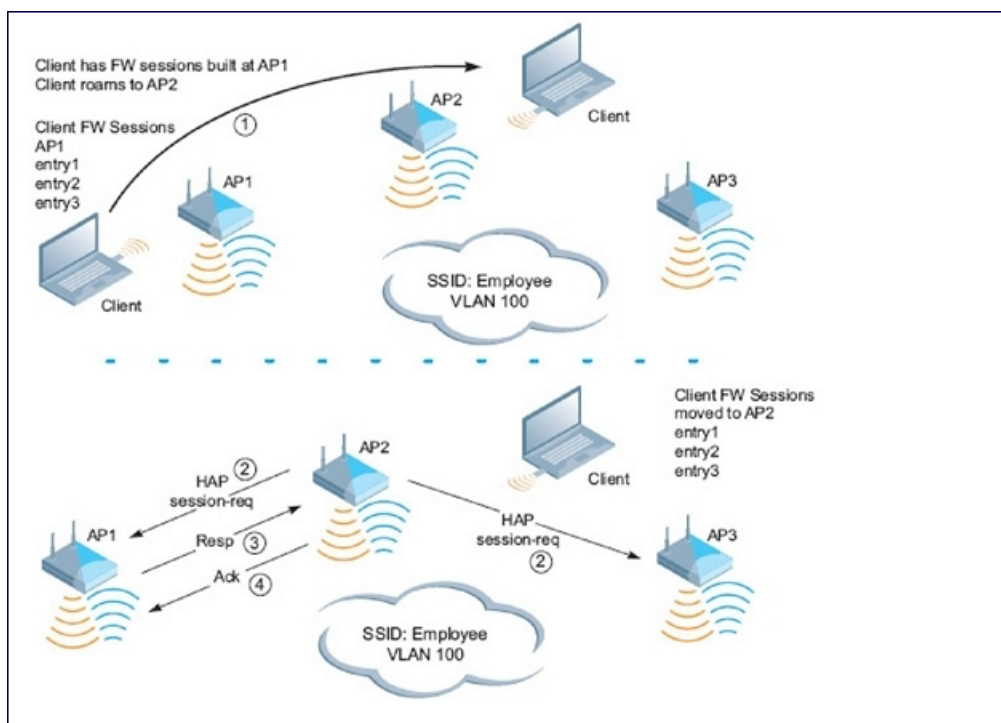 Client has FW sessions built at AP1
Client roams to AP2
Client FW Sessions
AP1
entry1
entry2
entry3
1
AP2
Client
AP1
AP3
Client
SSID: Employee
VLAN 100
Client FW Sessions
moved to AP2
entry1
entry2
entry3
AP2
Client
HAP 2
session-req
AP1
Resp 3
Ack 4
HAP
session-req
2
AP3
SSID: Employee
VLAN 100